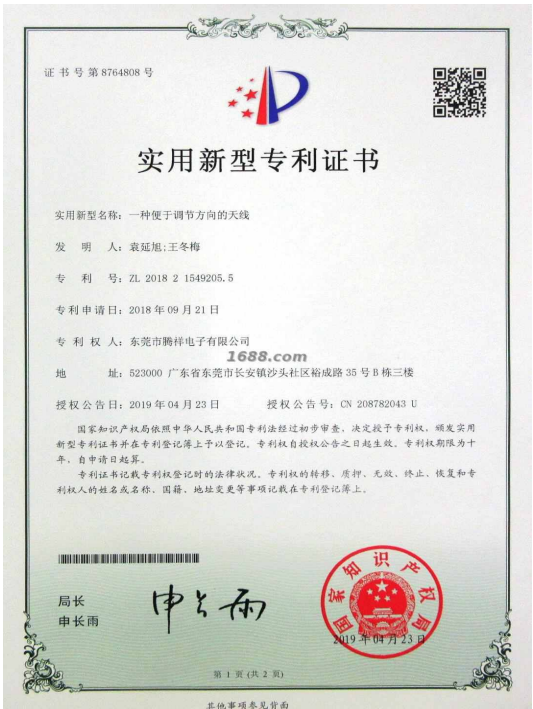 证书号第8764808号
实用新型专利证书
实用新型名称：一种便于调节方向的天线
发 明 人：袁延旭;王冬梅
专 利 号：ZL 2018 2 1549205.5
专利申请日：2018年09月21日
专 利 权 人：东莞市腾祥电子有限公司
1688.com
地 址：523000 广东省东莞市长安镇沙头社区裕成路35号B栋三楼
授权公告日：2019年04月23日 授权公告号：CN 208782043 U
国家知识产权局依照中华人民共和国专利法经过初步审查，决定授予专利权，颁发实用
新型专利证书并在专利登记簿上予以登记。专利权自授权公告之日起生效。专利权期限为十
年，自申请日起算。
专利证书记载专利权登记时的法律状况。专利权的转移、质押、无效、终止、恢复和专
利权人的姓名或名称、国籍、地址变更等事项记载在专利登记簿上。
局长
申长雨
申长雨
国家知识产权局
2019年04月23日
第 1 页 (共 2 页)
其他事项参见背面